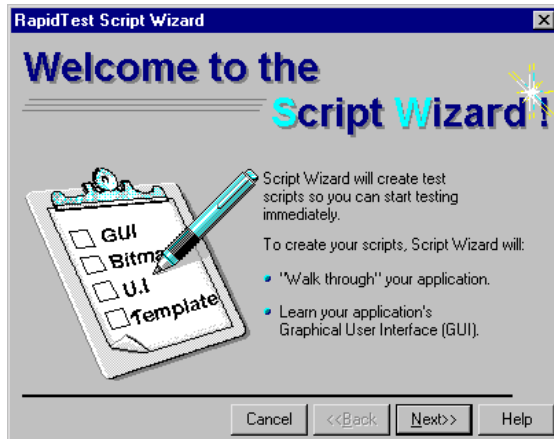 RapidTest Script Wizard
Welcome to the
Script Wizard!
Script Wizard will create test
scripts so you can start testing
immediately.
To create your scripts, Script Wizard will:
"Walk through" your application.
Learn your application's
Graphical User Interface (GUI).
GUI
Bitma
U.I
Template
Cancel
<<Back
Next>>
Help